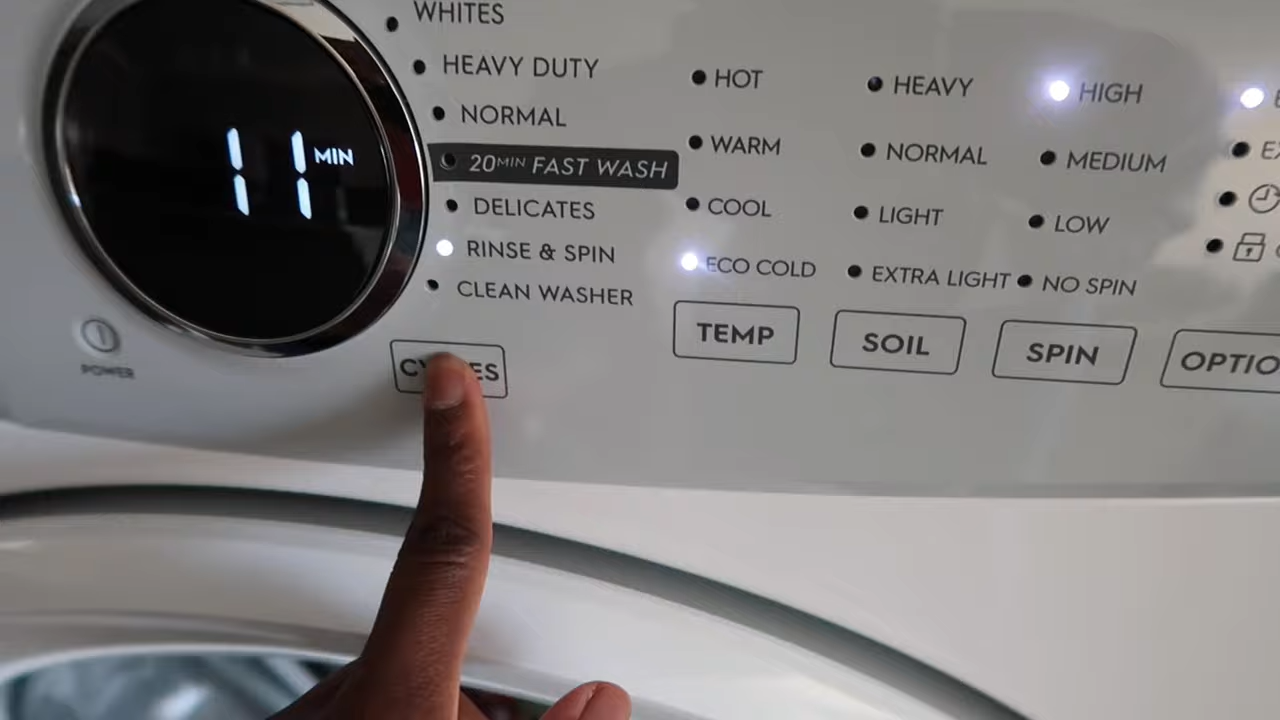 11 MIN
POWER
WHITES
HEAVY DUTY
NORMAL
20MIN FAST WASH
DELICATES
RINSE & SPIN
CLEAN WASHER
HOT
WARM
COOL
ECO COLD
TEMP
HEAVY
NORMAL
LIGHT
EXTRA LIGHT
SOIL
HIGH
MEDIUM
LOW
NO SPIN
SPIN